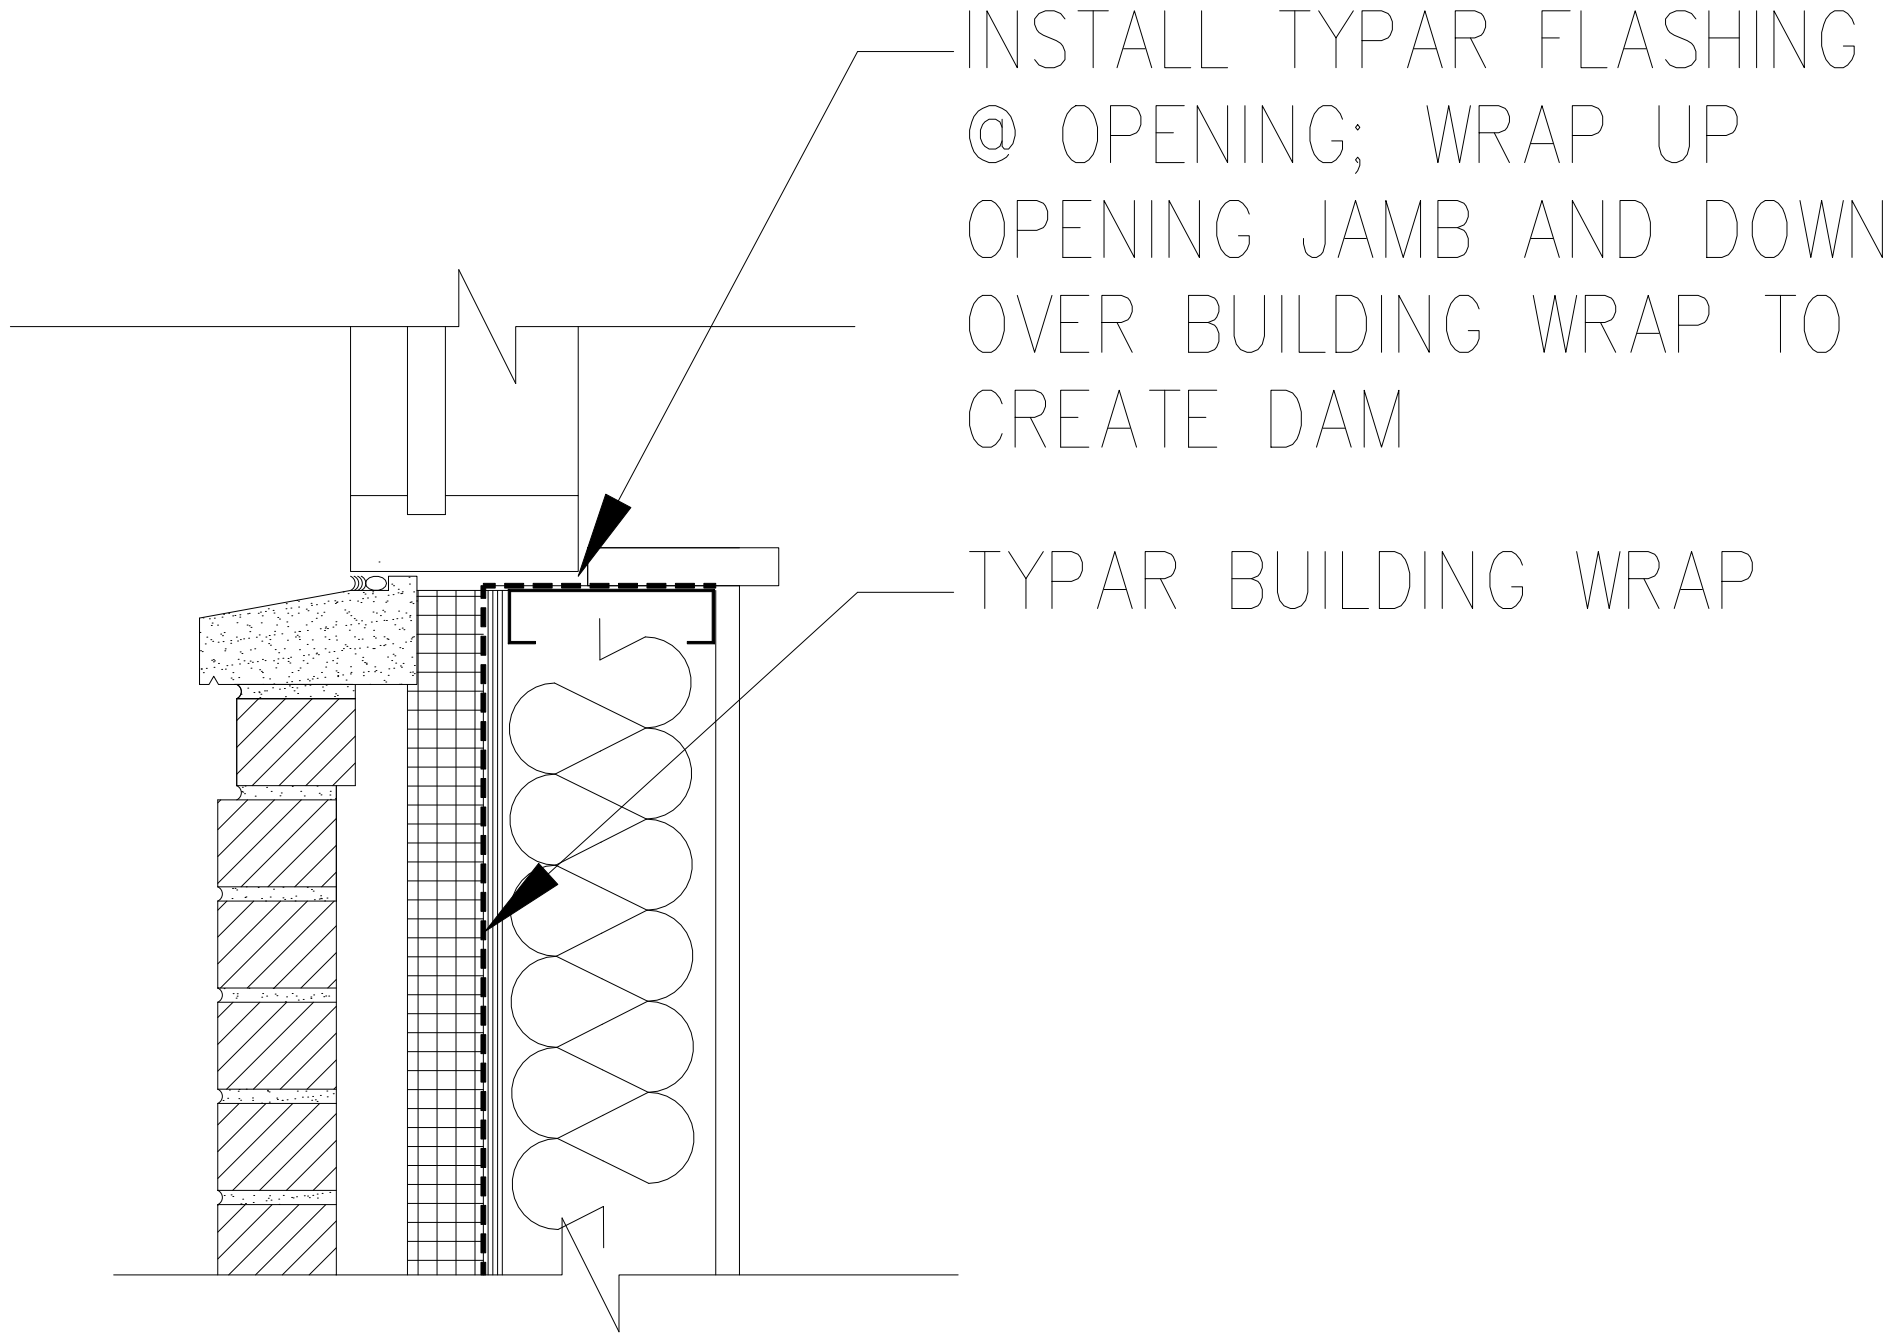 INSTALL TYPAR FLASHING
@ OPENING; WRAP UP
OPENING JAMB AND DOWN
OVER BUILDING WRAP TO
CREATE DAM
TYPAR BUILDING WRAP